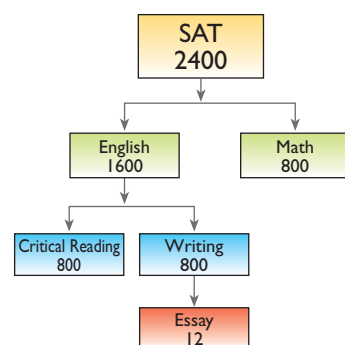 SAT
2400
English
1600
Math
800
Critical Reading
800
Writing
800
Essay
12